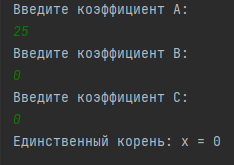 Введите коэффициент A:
25
Введите коэффициент B:
0
Введите коэффициент C:
0
Единственный корень: x = 0